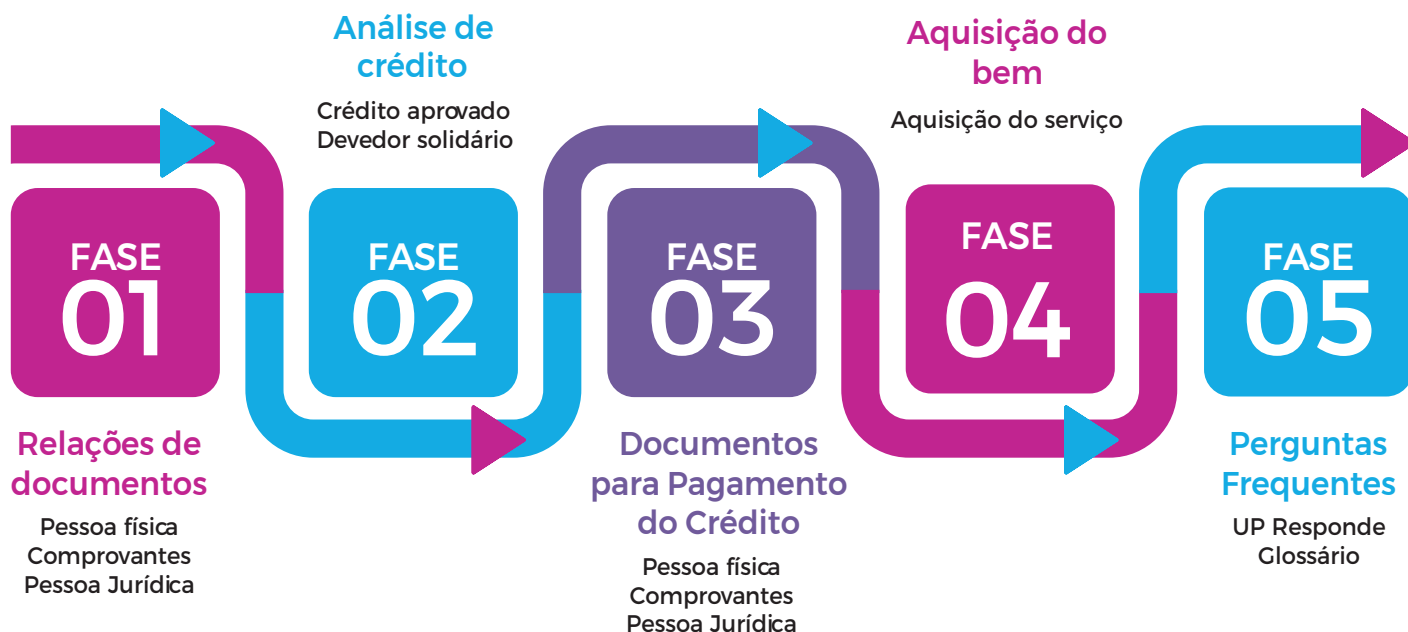 FASE
01
Relações de
documentos
Pessoa física
Comprovantes
Pessoa Jurídica
Análise de
crédito
Crédito aprovado
Devedor solidário
FASE
02
FASE
03
Documentos
para Pagamento
do Crédito
Pessoa física
Comprovantes
Pessoa Jurídica
Aquisição do
bem
Aquisição do serviço
FASE
04
FASE
05
Perguntas
Frequentes
UP Responde
Glossário